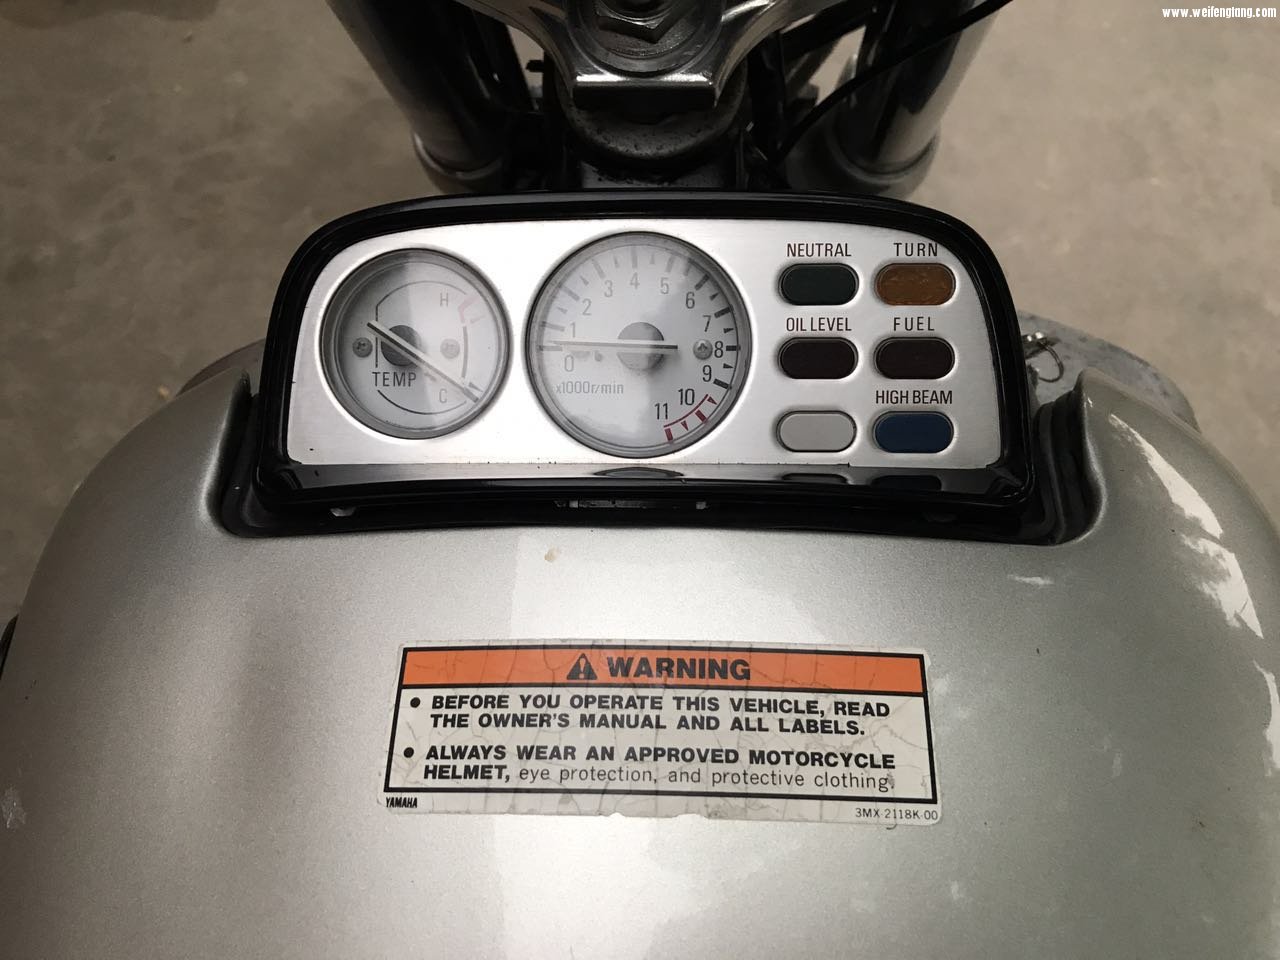 www.weifengtang.com
NEUTRAL TURN
OIL LEVEL FUEL
HIGH BEAM
H
TEMP
C
0 1 2 3 4 5 6 7 8 9 10 11
x1000r/min
WARNING
• BEFORE YOU OPERATE THIS VEHICLE, READ
THE OWNER'S MANUAL AND ALL LABELS.
• ALWAYS WEAR AN APPROVED MOTORCYCLE
HELMET, eye protection, and protective clothing.
YAMAHA
3MX-2118K-00